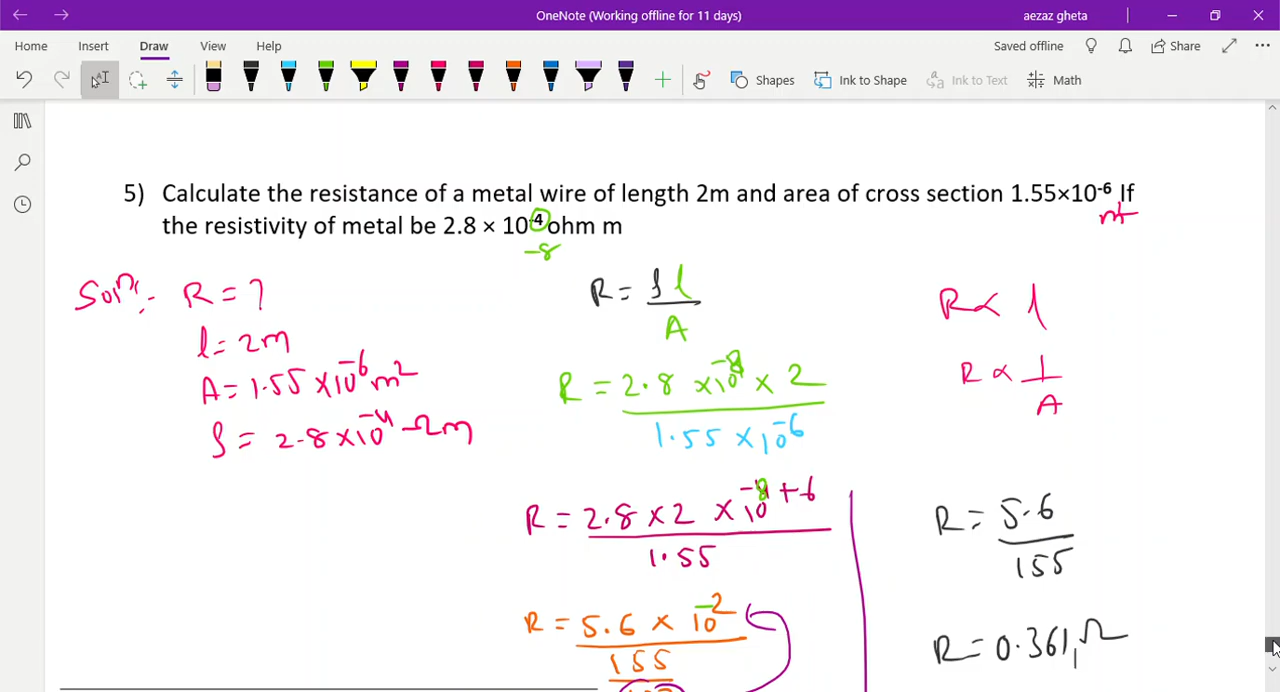 OneNote (Working offline for 11 days)
aezaz gheta
Home Insert Draw View Help
Saved offline Share
Shapes Ink to Shape Ink to Text Math
5) Calculate the resistance of a metal wire of length 2m and area of cross section 1.55×10⁻⁶ If
m²
the resistivity of metal be 2.8 × 10⁻⁴ ohm m
-8
Soln:- R = ?
l = 2m
A = 1.55 × 10⁻⁶ m²
ρ = 2.8 × 10⁻⁴ Ωm
R = ρl
A
R = 2.8 × 10⁻⁸ × 2
1.55 × 10⁻⁶
R = 2.8 × 2 × 10⁻⁸⁺⁶
1.55
R = 5.6 × 10⁻²
155
R ∝ l
R ∝ 1
A
R = 5.6
155
R = 0.361 Ω